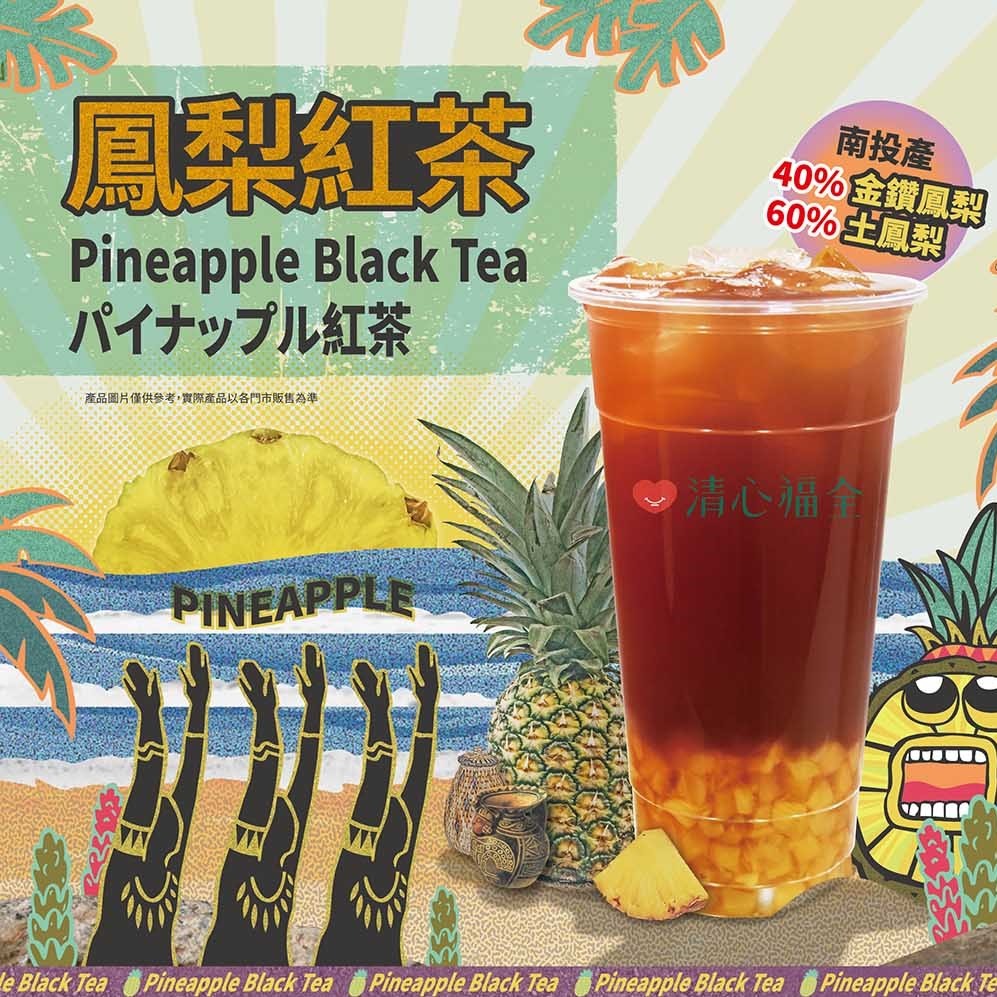 鳳梨紅茶
Pineapple Black Tea
パイナップル紅茶
產品圖片僅供參考，實際產品以各門市販售為準
南投產
40% 金鑽鳳梨
60% 土鳳梨
清心福全
PINEAPPLE
le Black Tea Pineapple Black Tea Pineapple Black Tea Pineapple Black Tea Pineapple Black Te